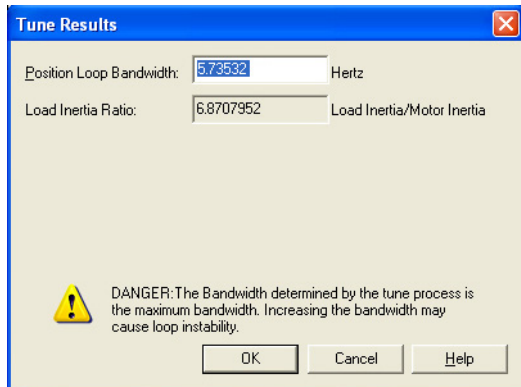 Tune Results
Position Loop Bandwidth: 5.73532 Hertz
Load Inertia Ratio: 6.8707952 Load Inertia/Motor Inertia
DANGER:The Bandwidth determined by the tune process is
the maximum bandwidth. Increasing the bandwidth may
cause loop instability.
OK Cancel Help